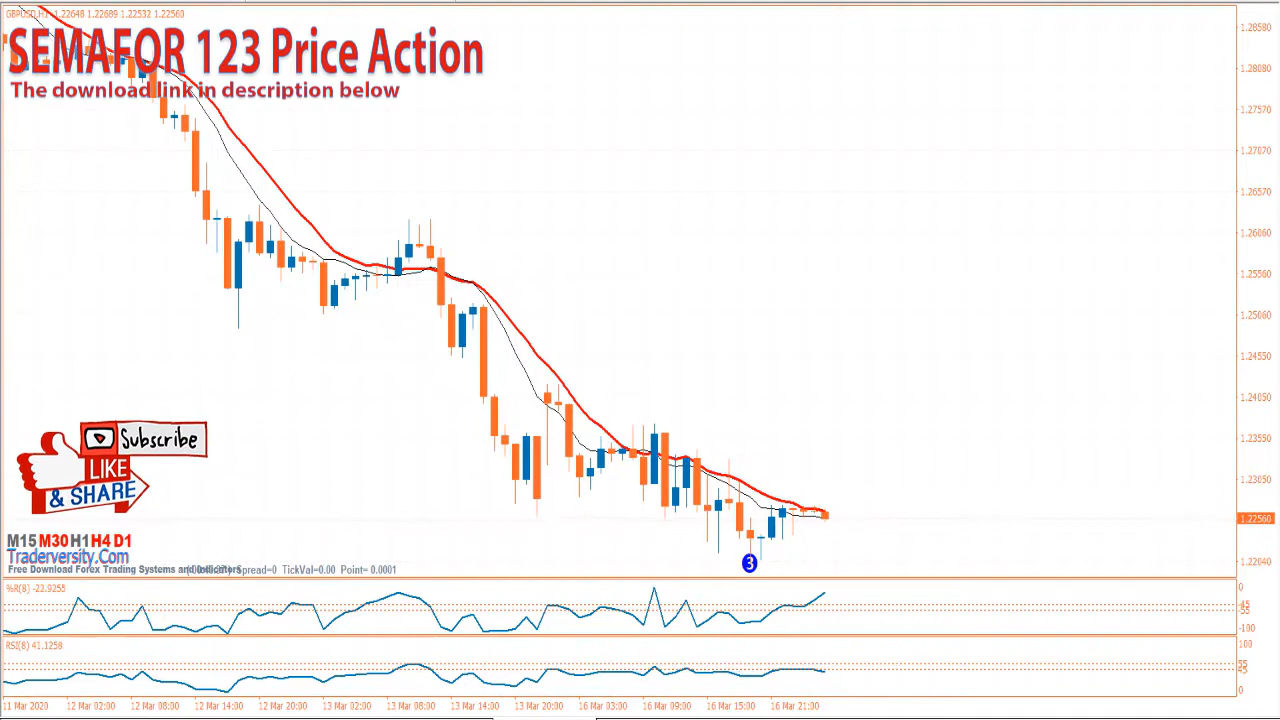 GBPUSD,H1 1.22648 1.22689 1.22532 1.22560
SEMAFOR 123 Price Action
The download link in description below
1.28580
1.28080
1.27570
1.27070
1.26570
1.26060
1.25560
1.25060
1.24550
1.24050
1.23550
1.23050
1.22560
1.22040
Subscribe
LIKE
& SHARE
M15 M30 H1 H4 D1
Traderversity.Com
Free Download Forex Trading Systems and Indicators
Spread=0 TickVal=0.00 Point= 0.0001
3
%R(8) -23.9255
0
-45
-55
-100
RSI(8) 41.1258
100
55
45
0
11 Mar 2020
12 Mar 02:00
12 Mar 08:00
12 Mar 14:00
12 Mar 20:00
13 Mar 02:00
13 Mar 08:00
13 Mar 14:00
13 Mar 20:00
16 Mar 03:00
16 Mar 09:00
16 Mar 15:00
16 Mar 21:00